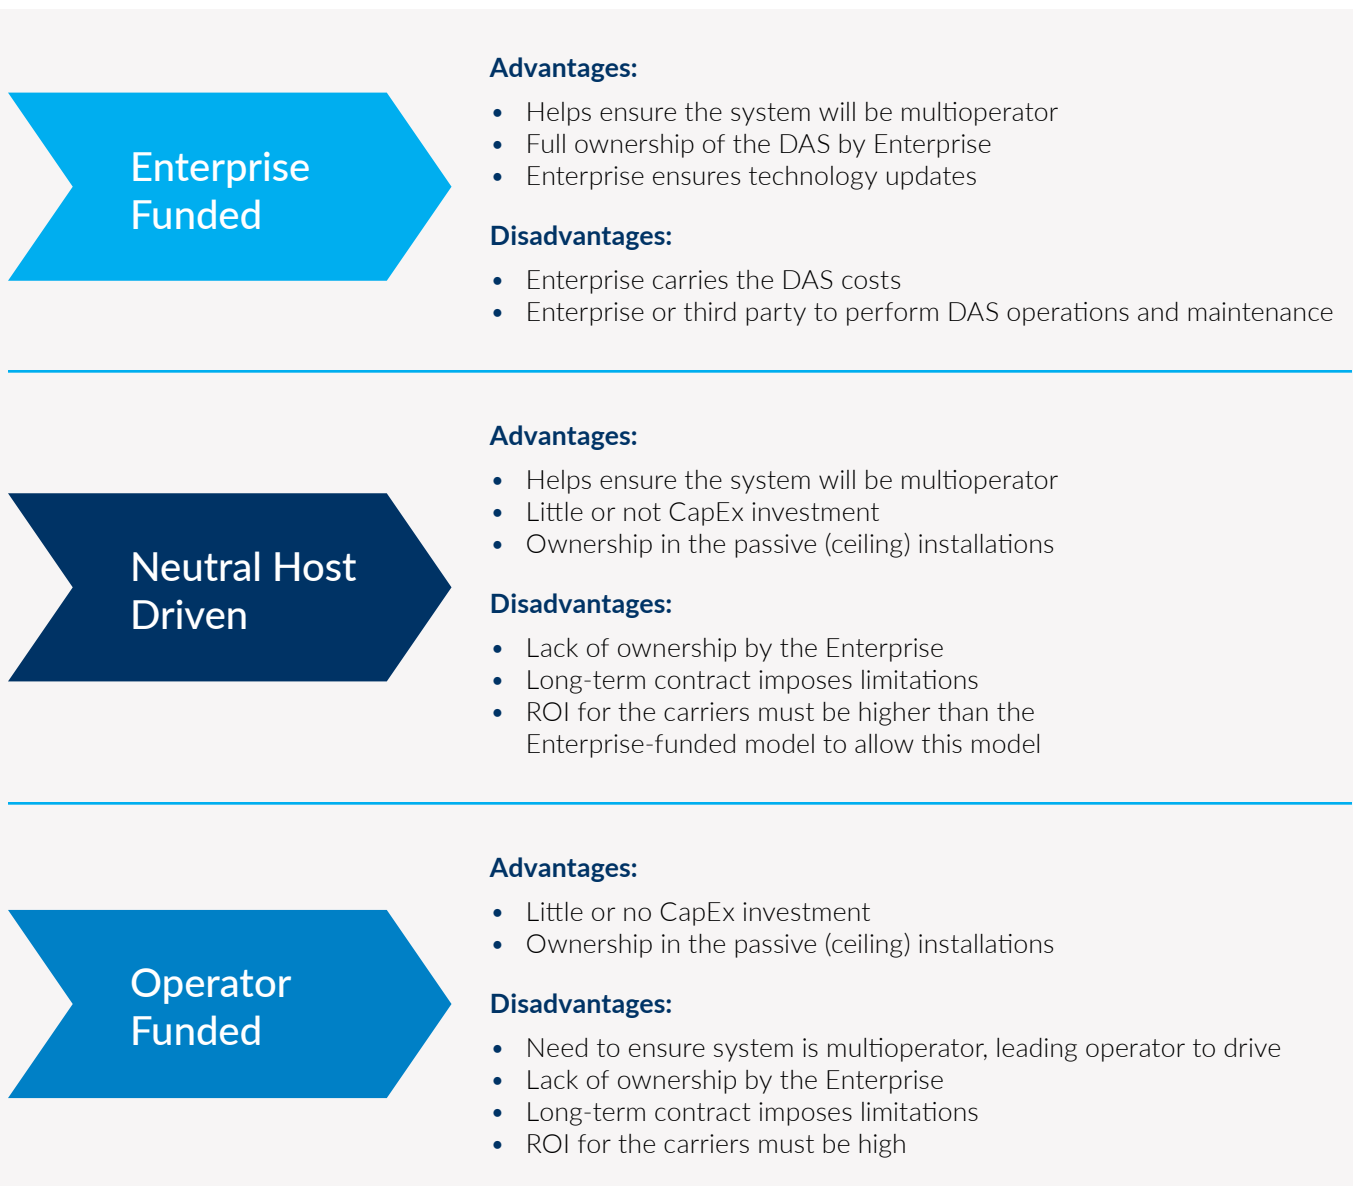 Enterprise
Funded
Advantages:
• Helps ensure the system will be multioperator
• Full ownership of the DAS by Enterprise
• Enterprise ensures technology updates
Disadvantages:
• Enterprise carries the DAS costs
• Enterprise or third party to perform DAS operations and maintenance
Neutral Host
Driven
Advantages:
• Helps ensure the system will be multioperator
• Little or not CapEx investment
• Ownership in the passive (ceiling) installations
Disadvantages:
• Lack of ownership by the Enterprise
• Long-term contract imposes limitations
• ROI for the carriers must be higher than the
Enterprise-funded model to allow this model
Operator
Funded
Advantages:
• Little or no CapEx investment
• Ownership in the passive (ceiling) installations
Disadvantages:
• Need to ensure system is multioperator, leading operator to drive
• Lack of ownership by the Enterprise
• Long-term contract imposes limitations
• ROI for the carriers must be high